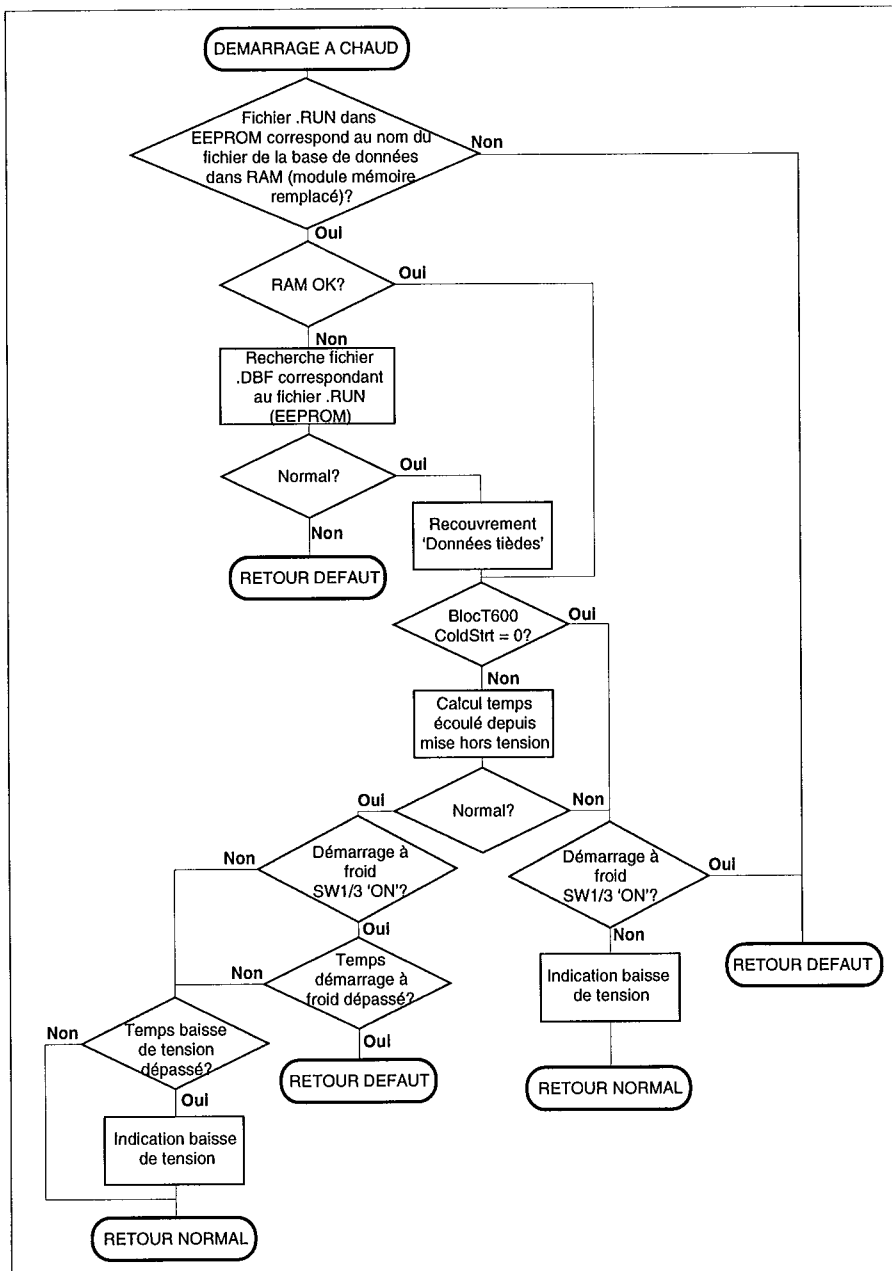 DEMARRAGE A CHAUD
Fichier .RUN dans
EEPROM correspond au nom du
fichier de la base de données
dans RAM (module mémoire
remplacé)?
Non
Oui
RAM OK?
Oui
Non
Recherche fichier
.DBF correspondant
au fichier .RUN
(EEPROM)
Normal?
Oui
Non
RETOUR DEFAUT
Recouvrement
‘Données tièdes’
BlocT600
ColdStrt = 0?
Oui
Non
Calcul temps
écoulé depuis
mise hors tension
Normal?
Oui
Non
Démarrage à
froid
SW1/3 ‘ON’?
Non
Oui
Démarrage à
froid
SW1/3 ‘ON’?
Oui
Non
Temps
démarrage à
froid dépassé?
Non
Oui
Indication baisse
de tension
RETOUR DEFAUT
Temps baisse
de tension
dépassé?
Non
Oui
RETOUR DEFAUT
RETOUR NORMAL
Indication baisse
de tension
RETOUR NORMAL